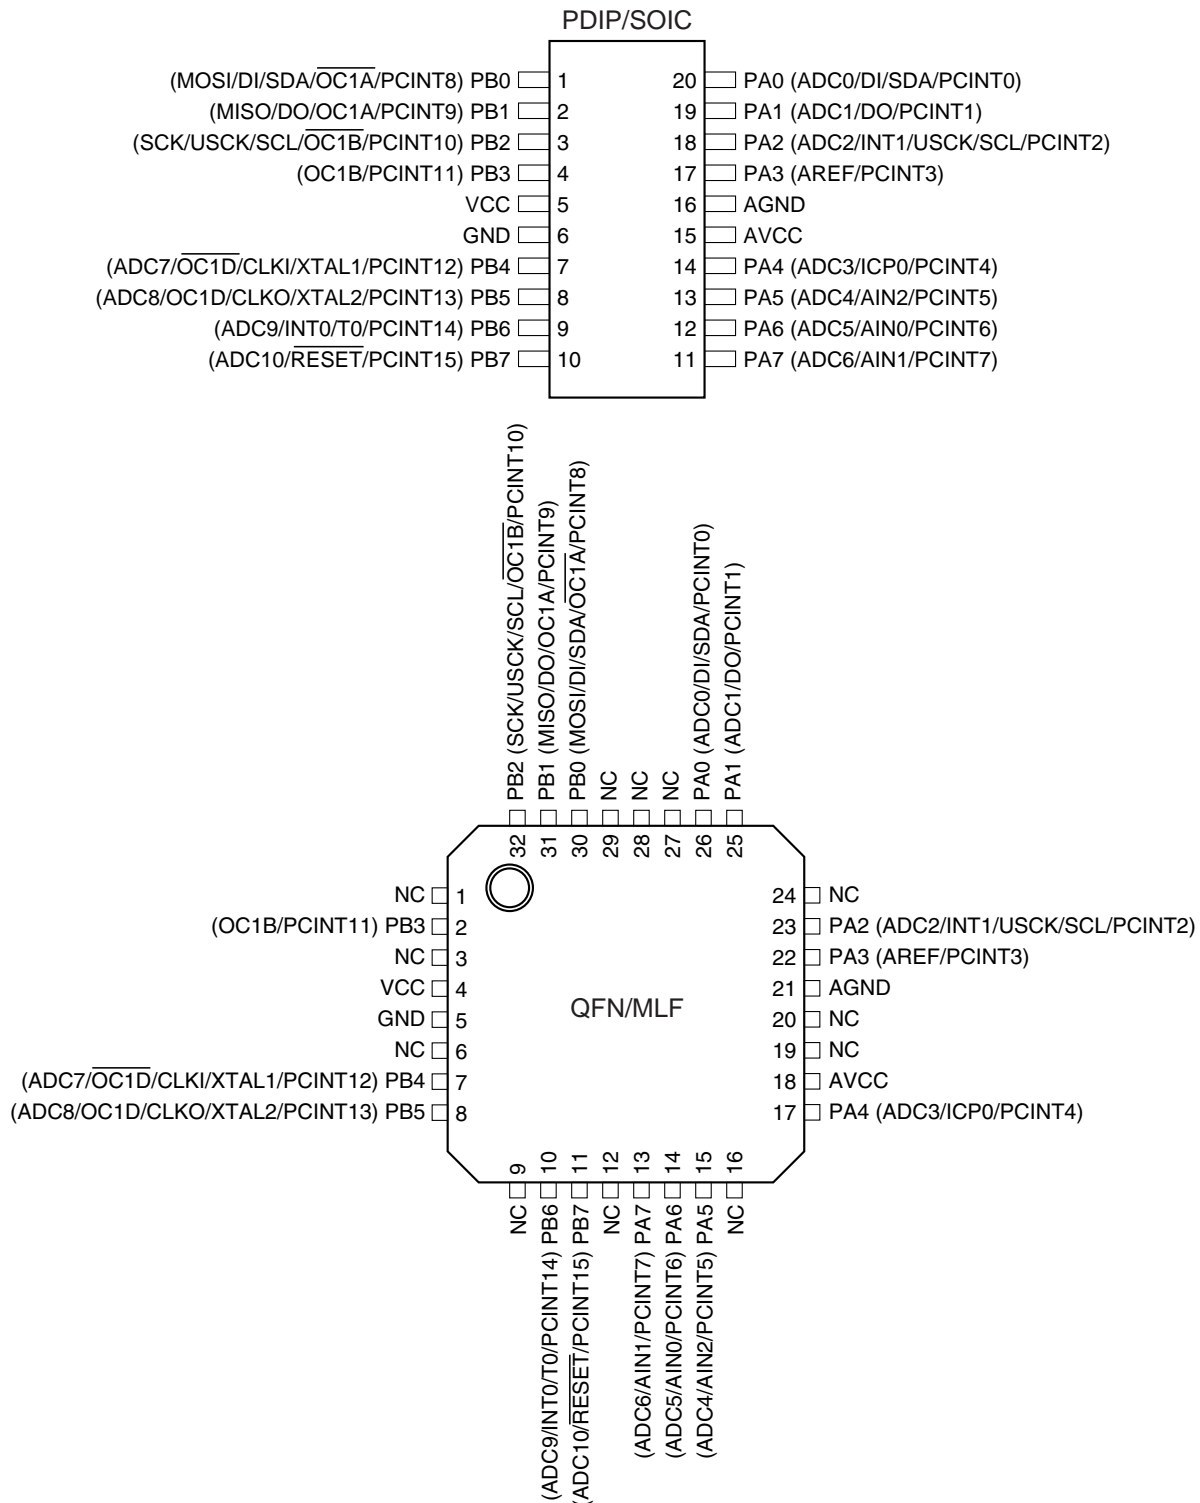 PDIP/SOIC
(MOSI/DI/SDA/OC1A/PCINT8) PB0 1 20 PA0 (ADC0/DI/SDA/PCINT0)
(MISO/DO/OC1A/PCINT9) PB1 2 19 PA1 (ADC1/DO/PCINT1)
(SCK/USCK/SCL/OC1B/PCINT10) PB2 3 18 PA2 (ADC2/INT1/USCK/SCL/PCINT2)
(OC1B/PCINT11) PB3 4 17 PA3 (AREF/PCINT3)
VCC 5 16 AGND
GND 6 15 AVCC
(ADC7/OC1D/CLKI/XTAL1/PCINT12) PB4 7 14 PA4 (ADC3/ICP0/PCINT4)
(ADC8/OC1D/CLKO/XTAL2/PCINT13) PB5 8 13 PA5 (ADC4/AIN2/PCINT5)
(ADC9/INT0/T0/PCINT14) PB6 9 12 PA6 (ADC5/AIN0/PCINT6)
(ADC10/RESET/PCINT15) PB7 10 11 PA7 (ADC6/AIN1/PCINT7)
32 PB2 (SCK/USCK/SCL/OC1B/PCINT10)
31 PB1 (MISO/DO/OC1A/PCINT9)
30 PB0 (MOSI/DI/SDA/OC1A/PCINT8)
29 NC
28 NC
27 NC
26 PA0 (ADC0/DI/SDA/PCINT0)
25 PA1 (ADC1/DO/PCINT1)
NC 1 24 NC
(OC1B/PCINT11) PB3 2 23 PA2 (ADC2/INT1/USCK/SCL/PCINT2)
NC 3 22 PA3 (AREF/PCINT3)
VCC 4 21 AGND
QFN/MLF
GND 5 20 NC
NC 6 19 NC
(ADC7/OC1D/CLKI/XTAL1/PCINT12) PB4 7 18 AVCC
(ADC8/OC1D/CLKO/XTAL2/PCINT13) PB5 8 17 PA4 (ADC3/ICP0/PCINT4)
NC 9
(ADC9/INT0/T0/PCINT14) PB6 10
(ADC10/RESET/PCINT15) PB7 11
NC 12
(ADC6/AIN1/PCINT7) PA7 13
(ADC5/AIN0/PCINT6) PA6 14
(ADC4/AIN2/PCINT5) PA5 15
NC 16